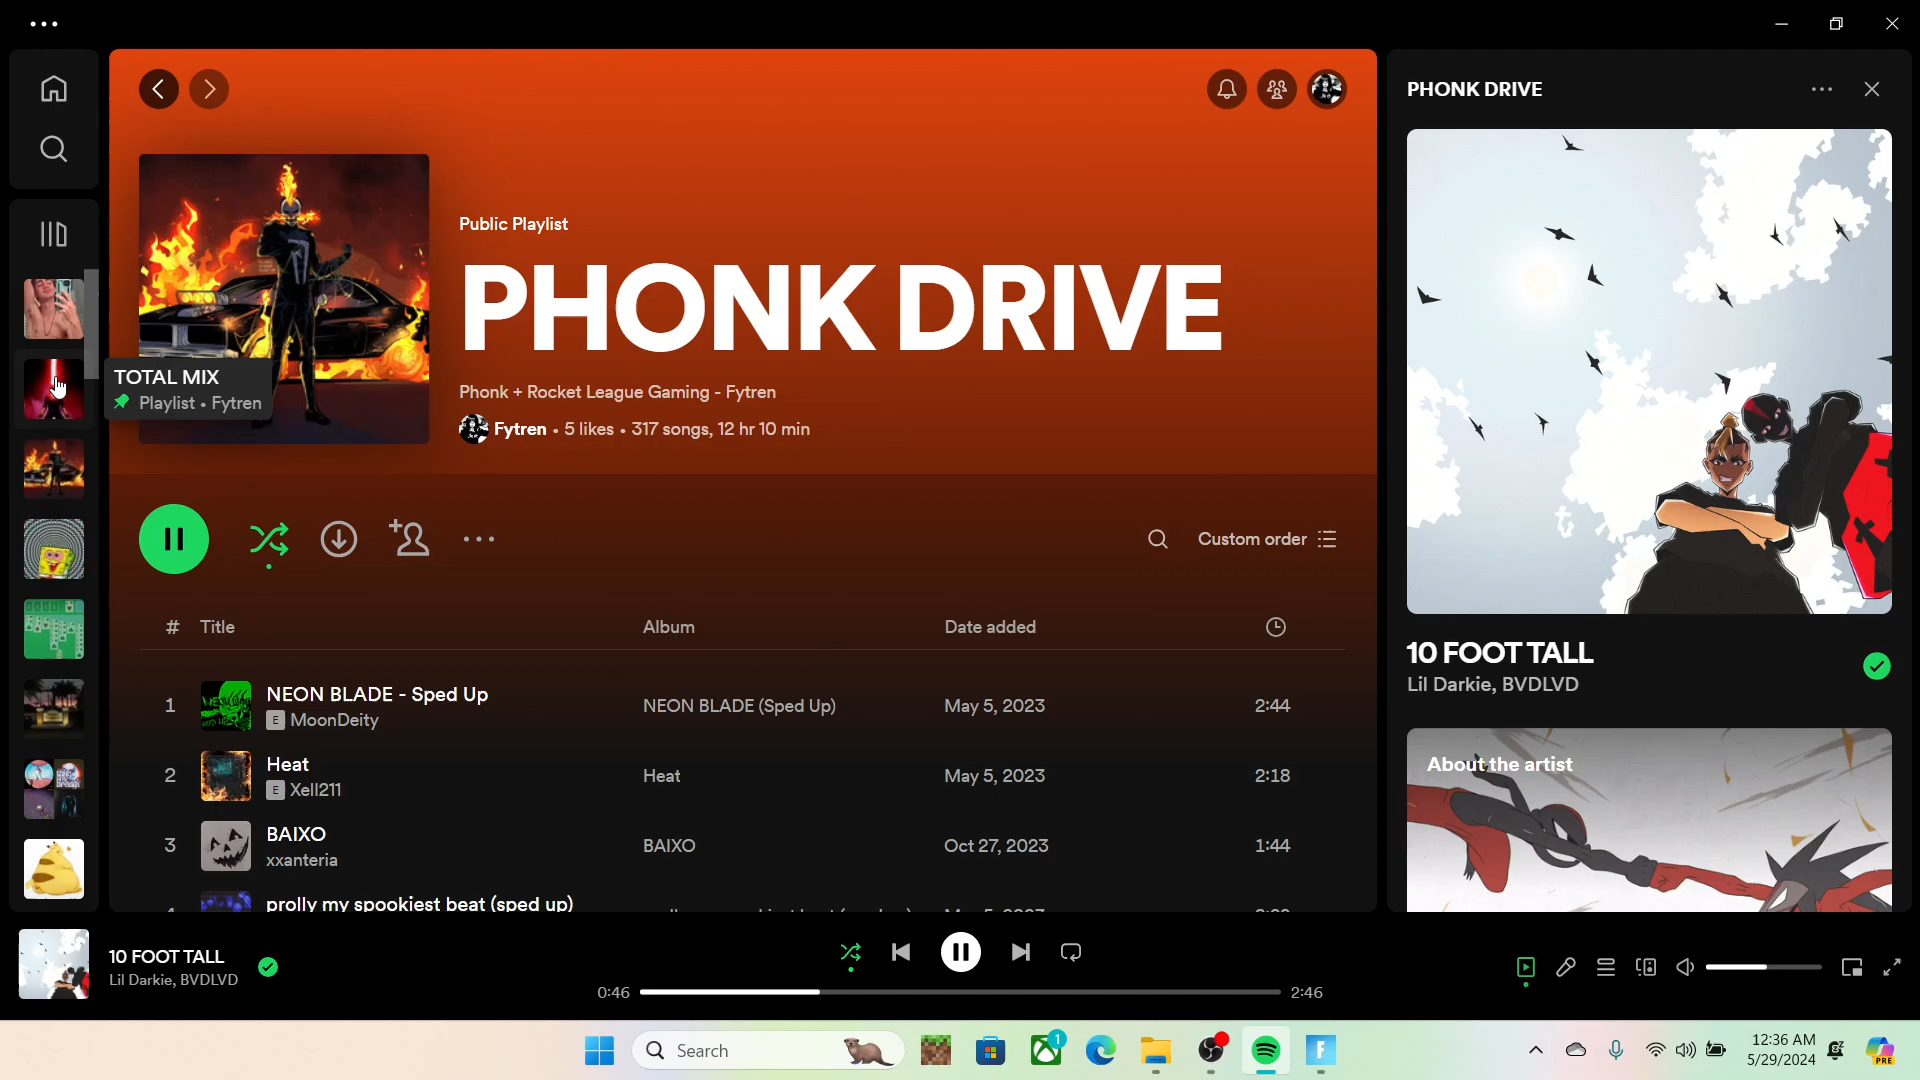 PHONK DRIVE
Public Playlist
PHONK DRIVE
TOTAL MIX
Playlist • Fytren
Phonk + Rocket League Gaming - Fytren
Fytren • 5 likes • 317 songs, 12 hr 10 min
Custom order
# Title Album Date added
1 NEON BLADE - Sped Up NEON BLADE (Sped Up) May 5, 2023 2:44
E MoonDeity
2 Heat Heat May 5, 2023 2:18
E Xell211
3 BAIXO BAIXO Oct 27, 2023 1:44
xxanteria
prolly my spookiest beat (sped up)
10 FOOT TALL
Lil Darkie, BVDLVD
About the artist
10 FOOT TALL
Lil Darkie, BVDLVD
0:46 2:46
Search
1
12:36 AM
5/29/2024
PRE